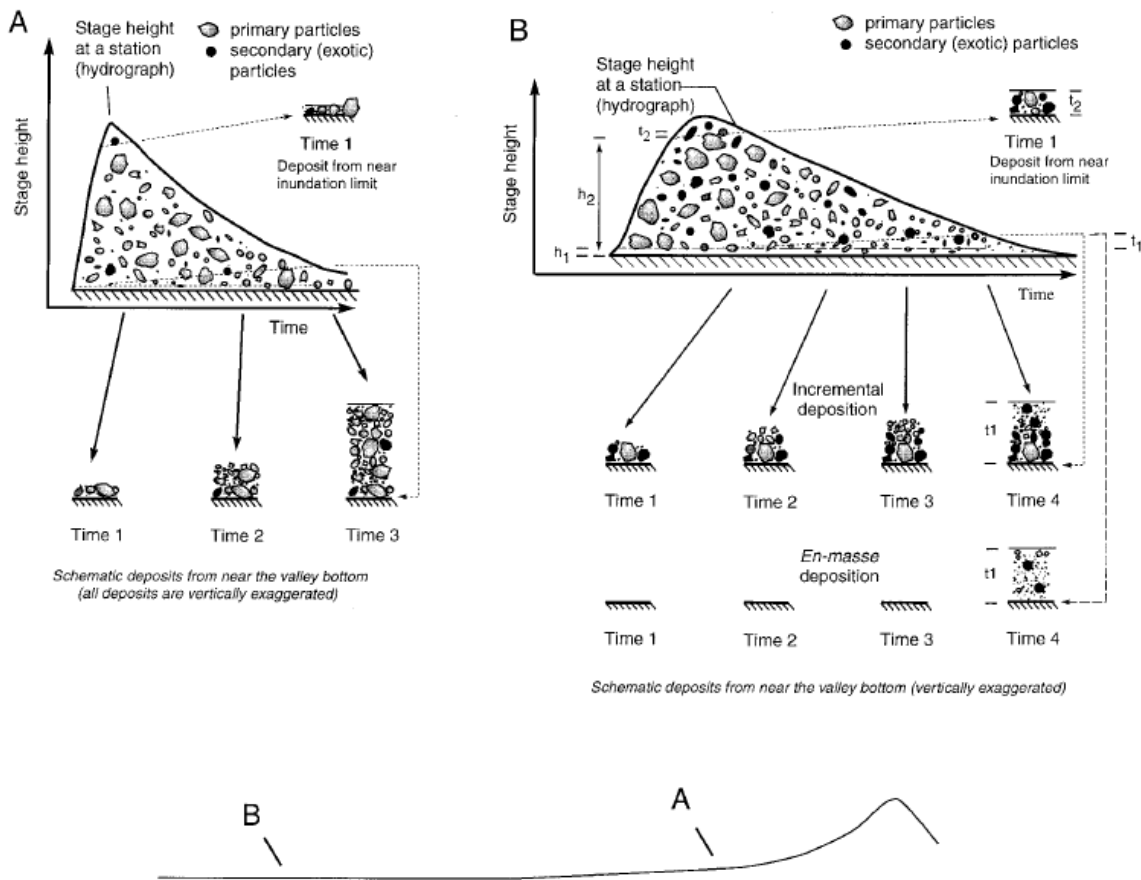 A
Stage height
at a station
(hydrograph)
primary particles
secondary (exotic)
particles
Stage height
Time 1
Deposit from near
inundation limit
Time
Time 1
Time 2
Time 3
Schematic deposits from near the valley bottom
(all deposits are vertically exaggerated)
B
primary particles
secondary (exotic) particles
Stage height
at a station
(hydrograph)
Stage height
t2
h2
h1
t2
Time 1
Deposit from near
inundation limit
t1
Time
Incremental
deposition
t1
Time 1
Time 2
Time 3
Time 4
En-masse
deposition
t1
Time 1
Time 2
Time 3
Time 4
Schematic deposits from near the valley bottom (vertically exaggerated)
B
A